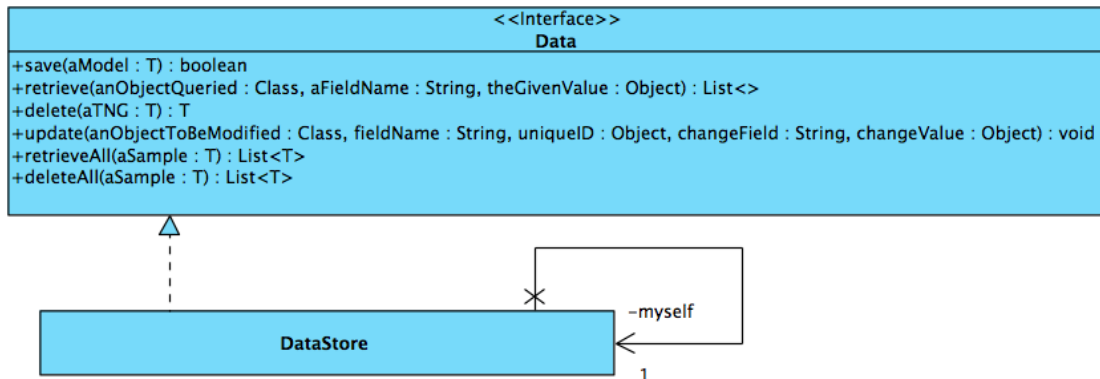 <<Interface>>
Data
+save(aModel : T) : boolean
+retrieve(anObjectQueried : Class, aFieldName : String, theGivenValue : Object) : List<>
+delete(aTNG : T) : T
+update(anObjectToBeModified : Class, fieldName : String, uniqueID : Object, changeField : String, changeValue : Object) : void
+retrieveAll(aSample : T) : List<T>
+deleteAll(aSample : T) : List<T>
-myself
DataStore
1